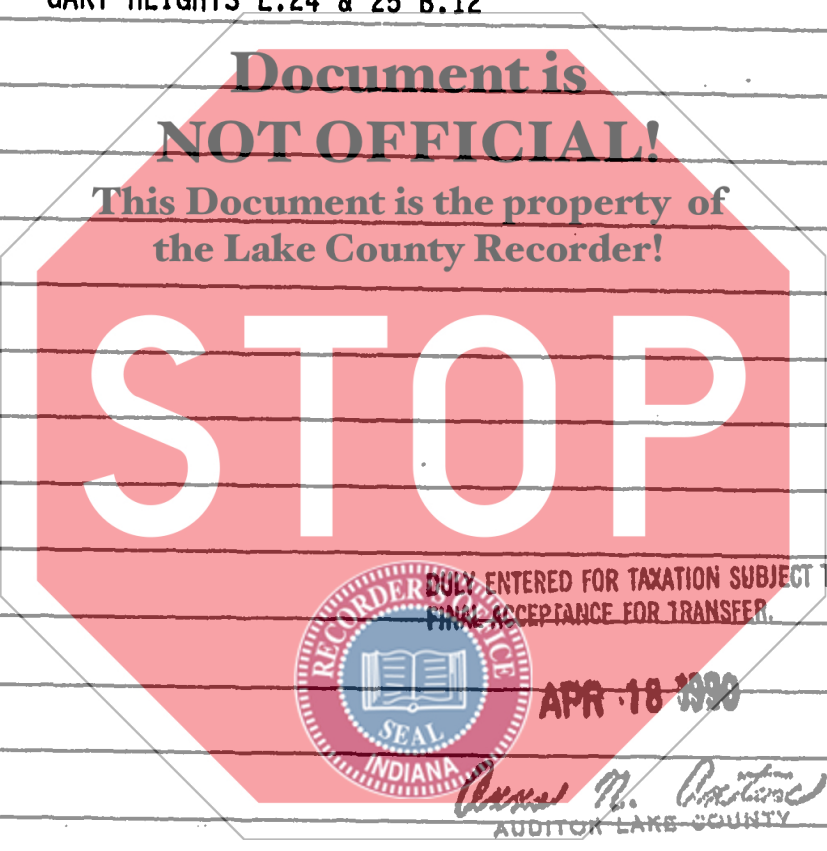 GARY HEIGHTS L.24 & 25 B.12
Document is
NOT OFFICIAL!
This Document is the property of
the Lake County Recorder!
STOP
DULY ENTERED FOR TAXATION SUBJECT
FINAL ACCEPTANCE FOR TRANSFER.
RECORDER'S OFFICE
APR 18 1990
SEAL
INDIANA
N.
AUDITOR LAKE COUNTY